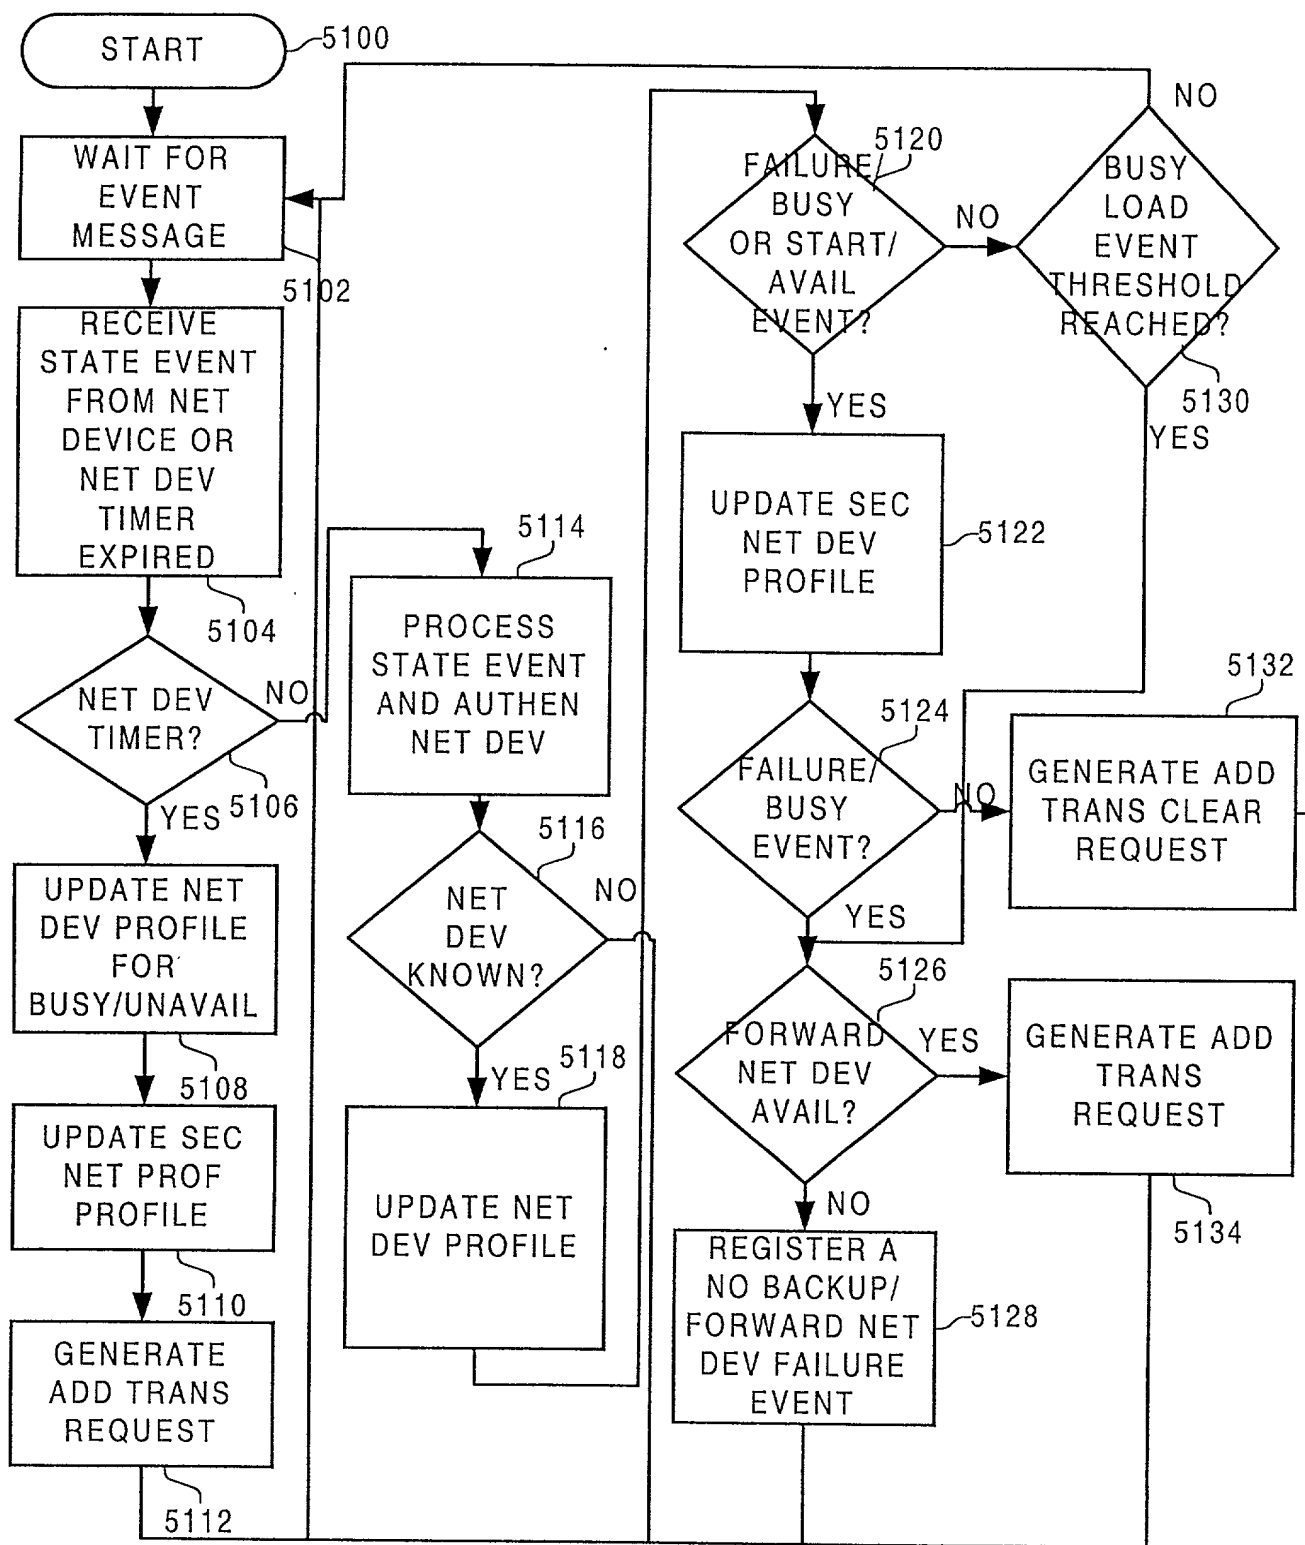 START
5100
WAIT FOR
EVENT
MESSAGE
5102
RECEIVE
STATE EVENT
FROM NET
DEVICE OR
NET DEV
TIMER
EXPIRED
5104
NET DEV
TIMER?
NO
5106
YES
UPDATE NET
DEV PROFILE
FOR
BUSY/UNAVAIL
5108
UPDATE SEC
NET PROF
PROFILE
5110
GENERATE
ADD TRANS
REQUEST
5112
5114
PROCESS
STATE EVENT
AND AUTHEN
NET DEV
5116
NET
DEV
KNOWN?
NO
YES
5118
UPDATE NET
DEV PROFILE
5120
FAILURE
BUSY
OR START/
AVAIL
EVENT?
NO
YES
UPDATE SEC
NET DEV
PROFILE
5122
5124
FAILURE/
BUSY
EVENT?
NO
YES
5126
FORWARD
NET DEV
AVAIL?
YES
NO
REGISTER A
NO BACKUP/
FORWARD NET
DEV FAILURE
EVENT
5128
NO
BUSY
LOAD
EVENT
THRESHOLD
REACHED?
5130
YES
5132
GENERATE ADD
TRANS CLEAR
REQUEST
GENERATE ADD
TRANS
REQUEST
5134